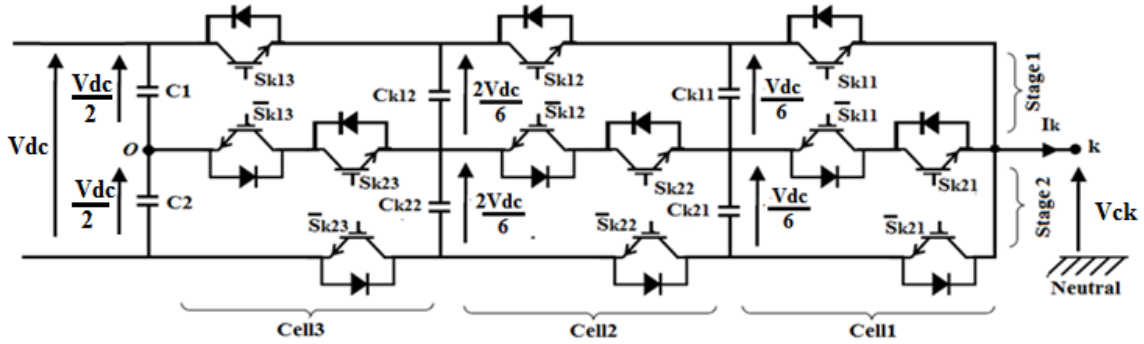 Sk13
Sk12
Sk11
Stage 1
Vdc
Vdc
2
C1
Ck12
2Vdc
6
Ck11
Vdc
6
S̅k13
S̅k12
S̅k11
Ik
O
k
Sk23
Sk22
Sk21
Vdc
2
C2
Ck22
2Vdc
6
Ck21
Vdc
6
Stage 2
Vck
S̅k23
S̅k22
S̅k21
Neutral
Cell3
Cell2
Cell1